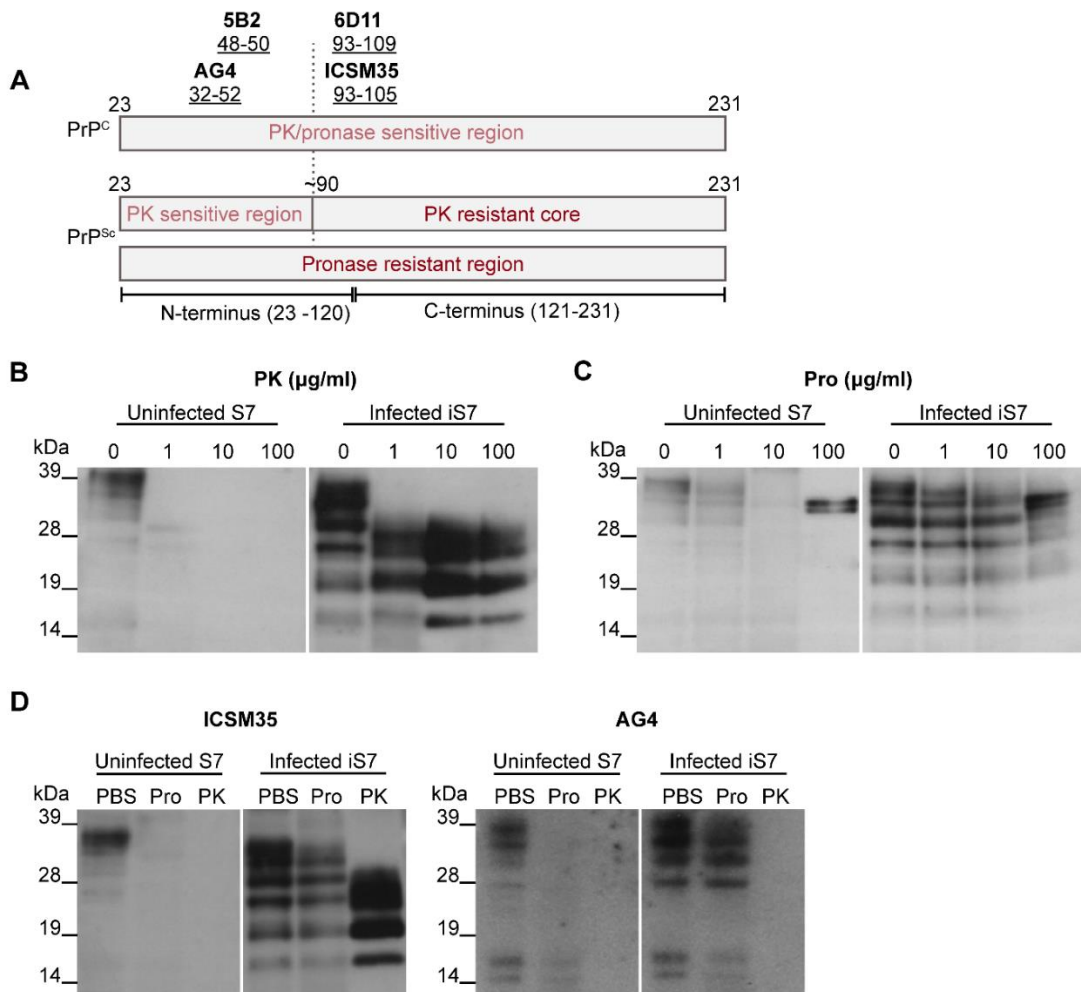 5B2 6D11
48-50 93-109
AG4 ICSM35
32-52 93-105
A
23 231
PrPᶜ PK/pronase sensitive region
23 ~90 231
PK sensitive region PK resistant core
PrPˢᶜ
Pronase resistant region
N-terminus (23 -120) C-terminus (121-231)
B
PK (µg/ml)
Uninfected S7 Infected iS7
kDa 0 1 10 100 0 1 10 100
39
28
19
14
C
Pro (µg/ml)
Uninfected S7 Infected iS7
kDa 0 1 10 100 0 1 10 100
39
28
19
14
D
ICSM35 AG4
Uninfected S7 Infected iS7 Uninfected S7 Infected iS7
kDa PBS Pro PK PBS Pro PK kDa PBS Pro PK PBS Pro PK
39 39
28 28
19 19
14 14